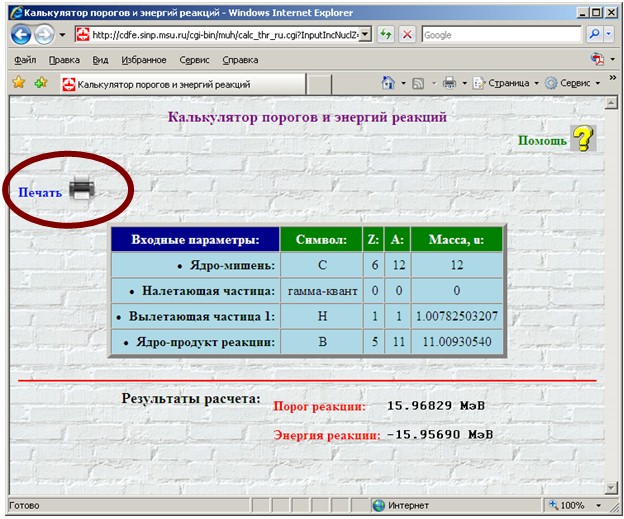 Калькулятор порогов и энергий реакций - Windows Internet Explorer
http://cdfe.sinp.msu.ru/cgi-bin/muh/calc_thr_ru.cgi?InputIncNuclZ=
Google
Файл Правка Вид Избранное Сервис Справка
Калькулятор порогов и энергий реакций
Страница
Сервис
Калькулятор порогов и энергий реакций
Помощь
Печать
Входные параметры: Символ: Z: A: Масса, u:
• Ядро-мишень: C 6 12 12
• Налетающая частица: гамма-квант 0 0 0
• Вылетающая частица 1: H 1 1 1.00782503207
• Ядро-продукт реакции: B 5 11 11.00930540
Результаты расчета:
Порог реакции: 15.96829 МэВ
Энергия реакции: -15.95690 МэВ
Готово Интернет 100%